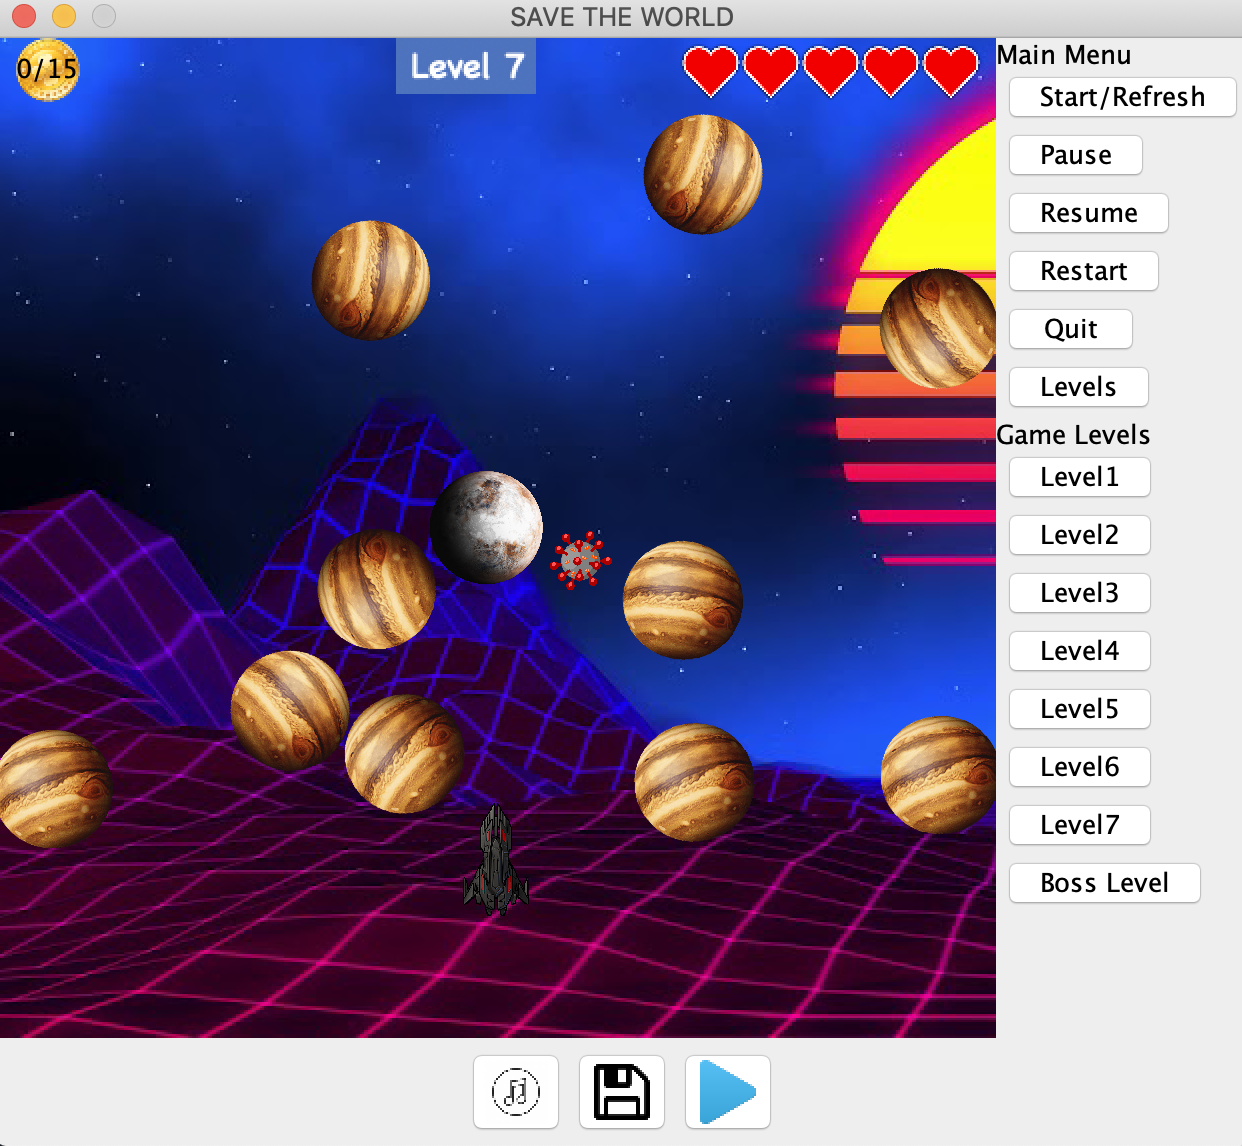 SAVE THE WORLD
0/15
Level 7
Main Menu
Start/Refresh
Pause
Resume
Restart
Quit
Levels
Game Levels
Level1
Level2
Level3
Level4
Level5
Level6
Level7
Boss Level